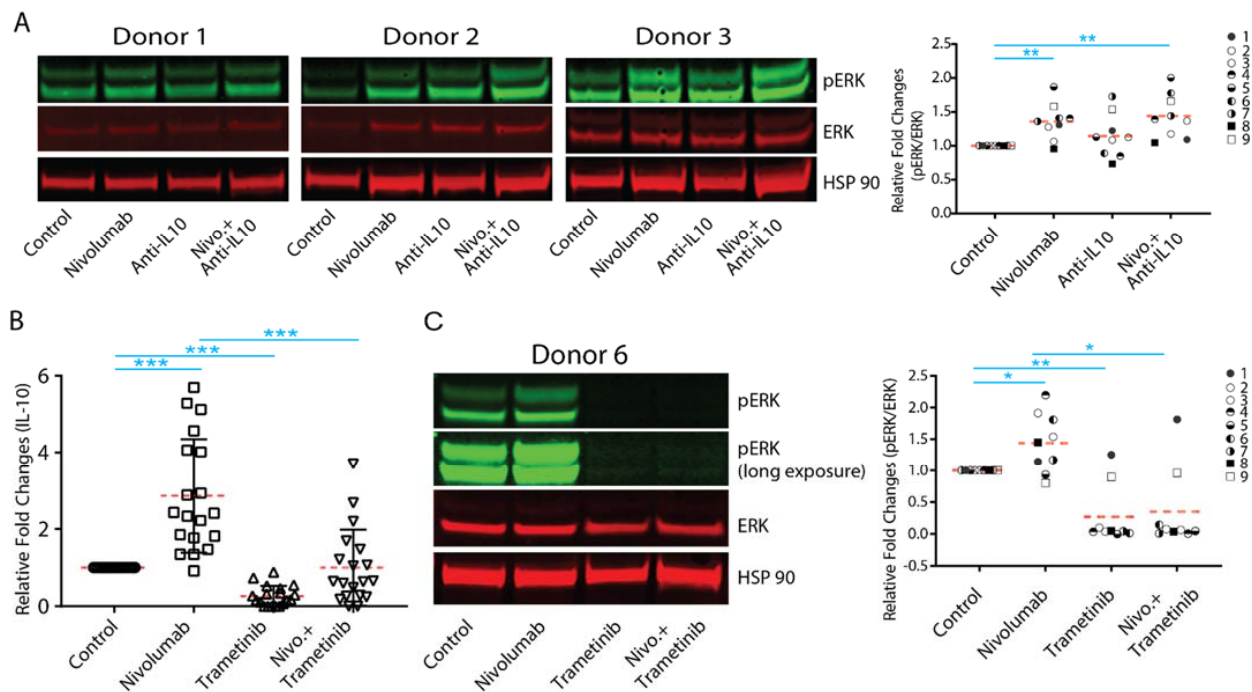 A
Donor 1
Donor 2
Donor 3
pERK
ERK
HSP 90
Control
Nivolumab
Anti-IL10
Nivo.+
Anti-IL10
Control
Nivolumab
Anti-IL10
Nivo.+
Anti-IL10
Control
Nivolumab
Anti-IL10
Nivo.+
Anti-IL10
Relative Fold Changes
(pERK/ERK)
2.5
2.0
1.5
1.0
0.5
0.0
**
**
Control
Nivolumab
Anti-IL10
Nivo.+
Anti-IL10
1
2
3
4
5
6
7
8
9
B
Relative Fold Changes (IL-10)
6
4
2
0
***
***
***
Control
Nivolumab
Trametinib
Nivo.+
Trametinib
C
Donor 6
pERK
pERK
(long exposure)
ERK
HSP 90
Control
Nivolumab
Trametinib
Nivo.+
Trametinib
Relative Fold Changes (pERK/ERK)
2.5
2.0
1.5
1.0
0.5
0.0
-0.5
*
**
*
Control
Nivolumab
Trametinib
Nivo.+
Trametinib
1
2
3
4
5
6
7
8
9